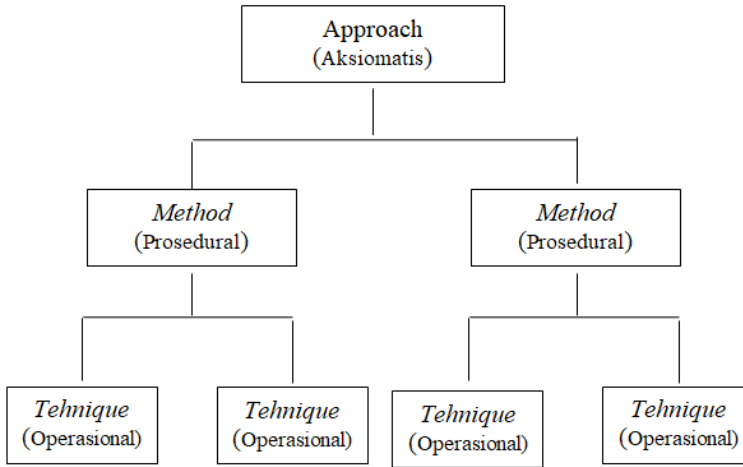 Approach
(Aksiomatis)
Method
(Prosedural)
Method
(Prosedural)
Tehnique
(Operasional)
Tehnique
(Operasional)
Tehnique
(Operasional)
Tehnique
(Operasional)